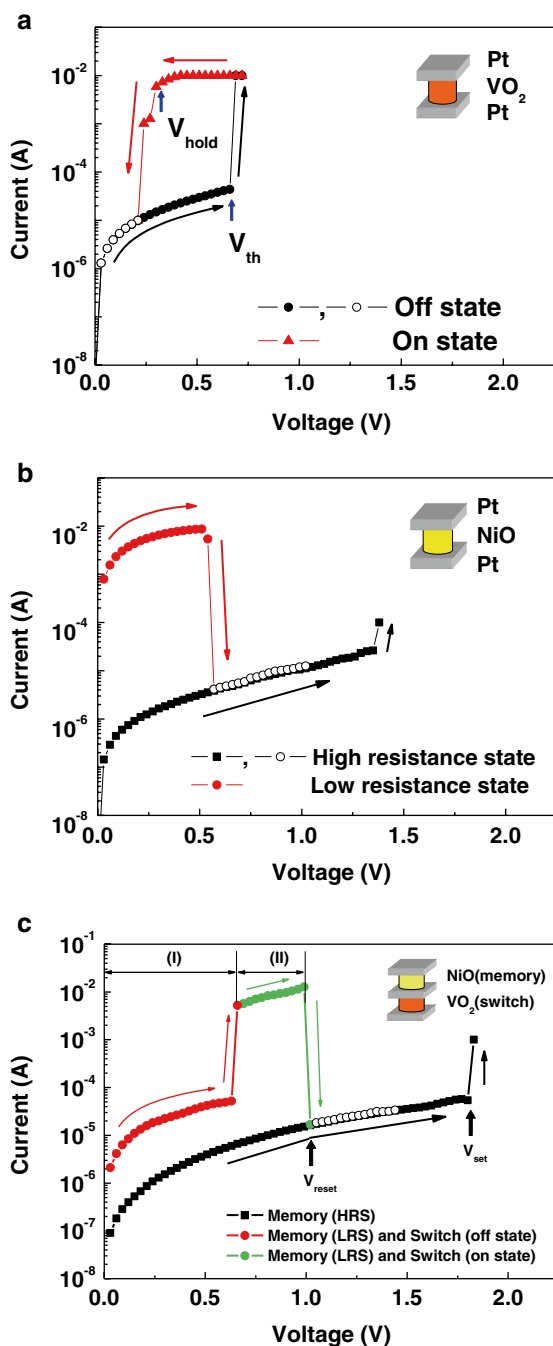 a
Pt
VO2
Pt
Current (A)
10-2
10-4
10-6
10-8
Vhold
Vth
, Off state
On state
0.0 0.5 1.0 1.5 2.0
Voltage (V)
b
Pt
NiO
Pt
Current (A)
10-2
10-4
10-6
10-8
, High resistance state
Low resistance state
0.0 0.5 1.0 1.5 2.0
Voltage (V)
c
(I) (II)
NiO(memory)
VO2(switch)
Current (A)
10-1
10-2
10-3
10-4
10-5
10-6
10-7
10-8
Vreset
Vset
Memory (HRS)
Memory (LRS) and Switch (off state)
Memory (LRS) and Switch (on state)
0.0 0.5 1.0 1.5 2.0
Voltage (V)